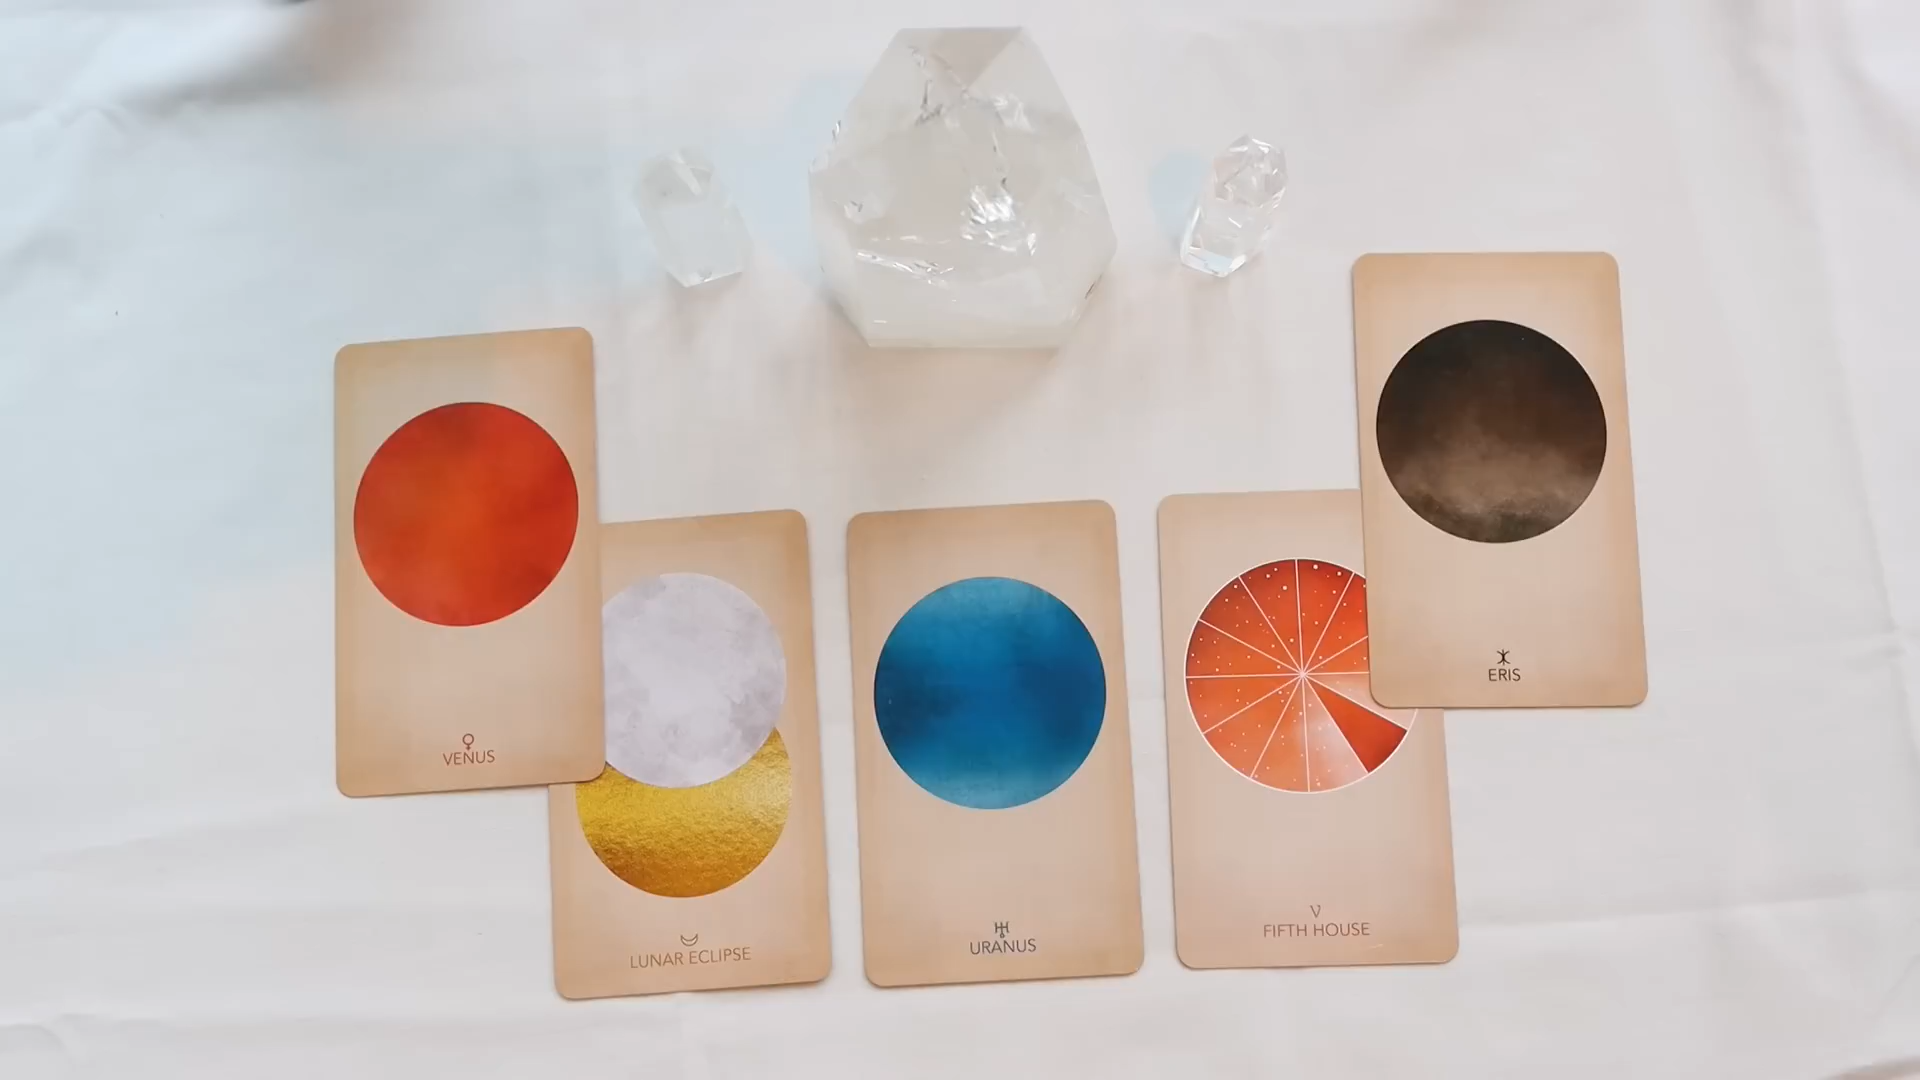 VENUS
LUNAR ECLIPSE
URANUS
V
FIFTH HOUSE
ERIS